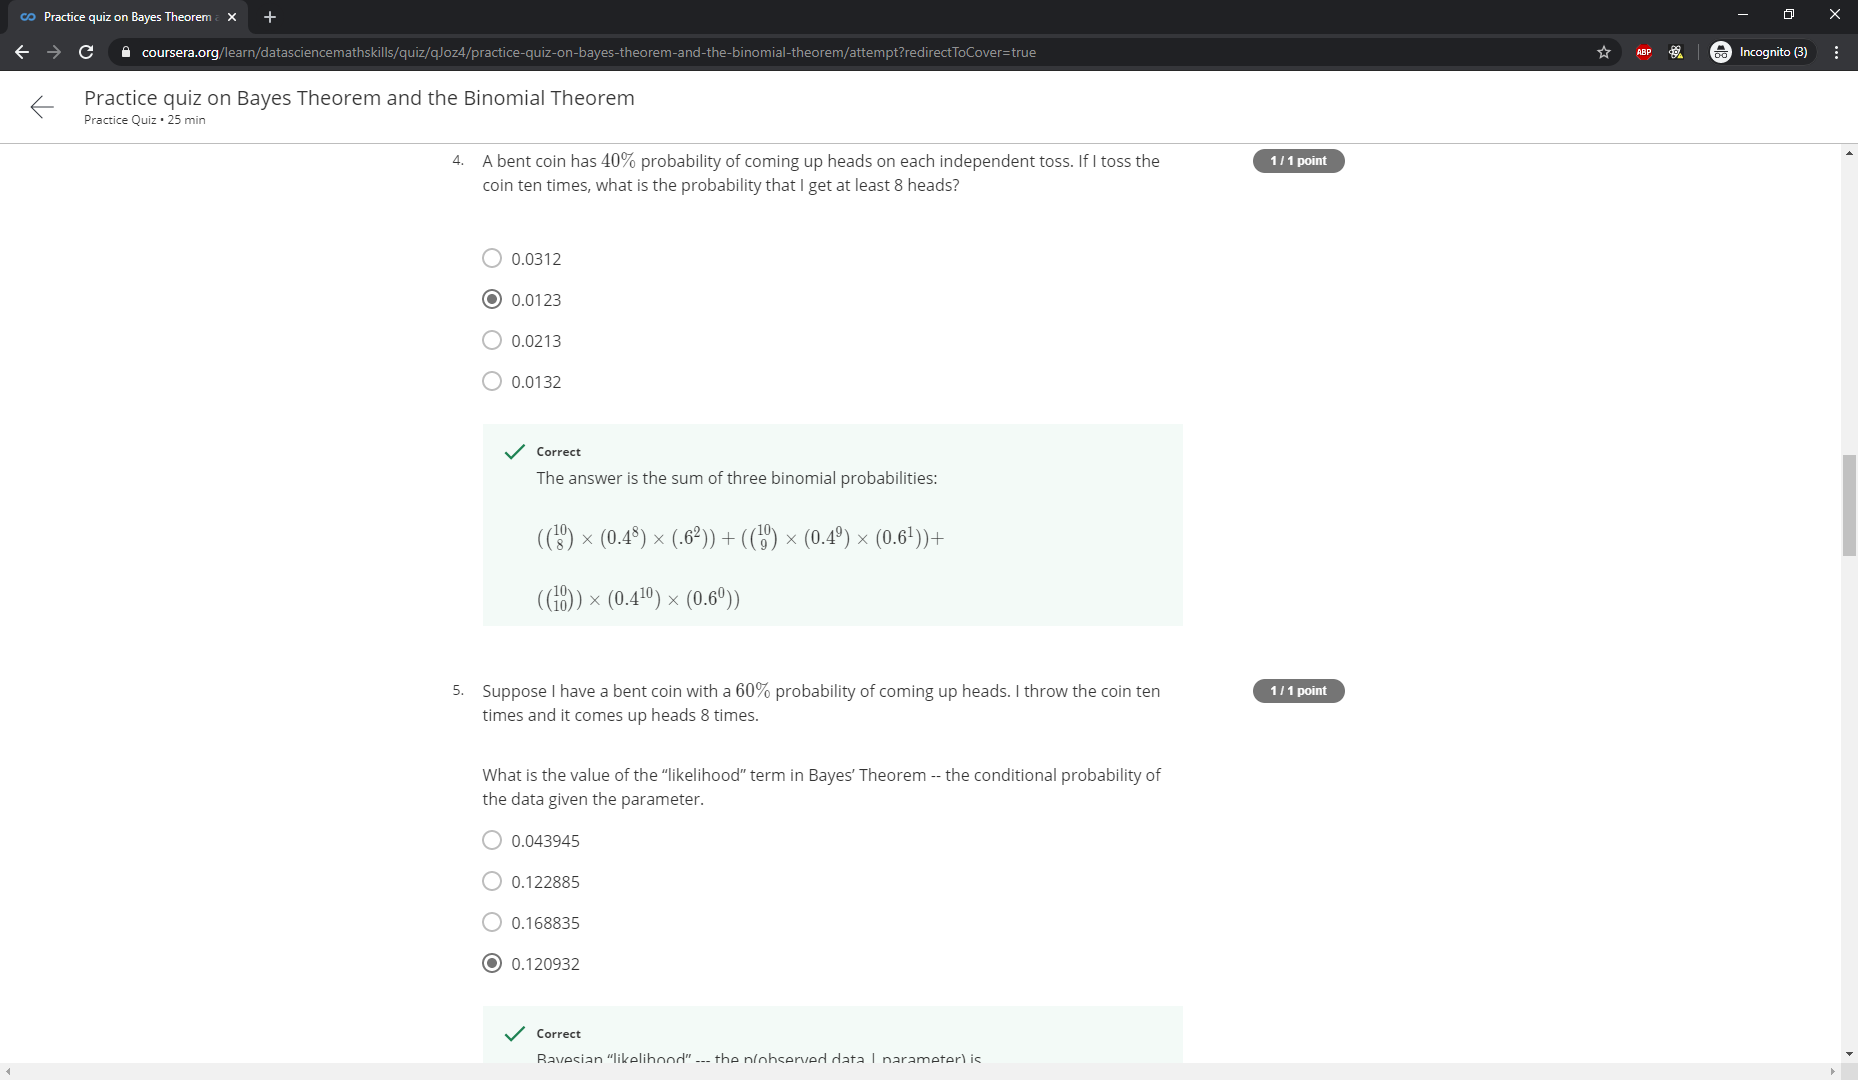 Practice quiz on Bayes Theorem a
coursera.org/learn/datasciencemathskills/quiz/qJoz4/practice-quiz-on-bayes-theorem-and-the-binomial-theorem/attempt?redirectToCover=true
ABP
Incognito (3)
Practice quiz on Bayes Theorem and the Binomial Theorem
Practice Quiz • 25 min
4. A bent coin has 40% probability of coming up heads on each independent toss. If I toss the
1 / 1 point
coin ten times, what is the probability that I get at least 8 heads?
0.0312
0.0123
0.0213
0.0132
Correct
The answer is the sum of three binomial probabilities:
((10 8) × (0.4^8) × (.6^2)) + ((10 9) × (0.4^9) × (0.6^1))+
((10 10)) × (0.4^10) × (0.6^0))
5. Suppose I have a bent coin with a 60% probability of coming up heads. I throw the coin ten
1 / 1 point
times and it comes up heads 8 times.
What is the value of the “likelihood” term in Bayes’ Theorem -- the conditional probability of
the data given the parameter.
0.043945
0.122885
0.168835
0.120932
Correct
Bayesian “likelihood” --- the p(observed data | parameter) is